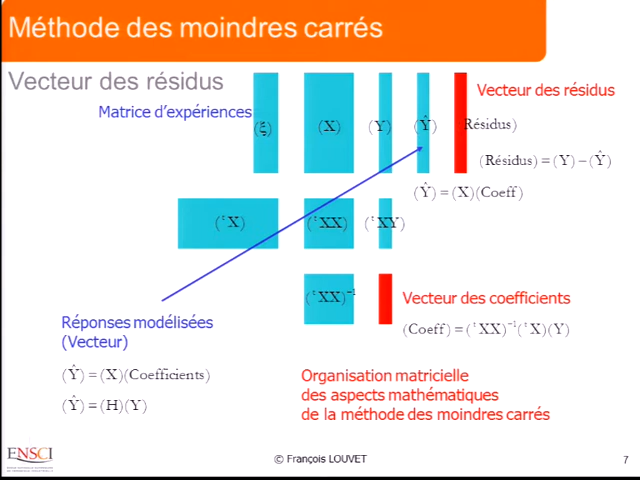 Méthode des moindres carrés
Vecteur des résidus
Vecteur des résidus
Matrice d'expériences
(ξ) (X) (Y) (Ŷ) Résidus)
(Résidus) = (Y) − (Ŷ)
(Ŷ) = (X)(Coeff)
(ᵗX) (ᵗXX) (ᵗXY)
(ᵗXX)⁻¹
Vecteur des coefficients
(Coeff) = (ᵗXX)⁻¹(ᵗX)(Y)
Réponses modélisées
(Vecteur)
(Ŷ) = (X)(Coefficients)
(Ŷ) = (H)(Y)
Organisation matricielle
des aspects mathématiques
de la méthode des moindres carrés
ENSCI
© François LOUVET
7